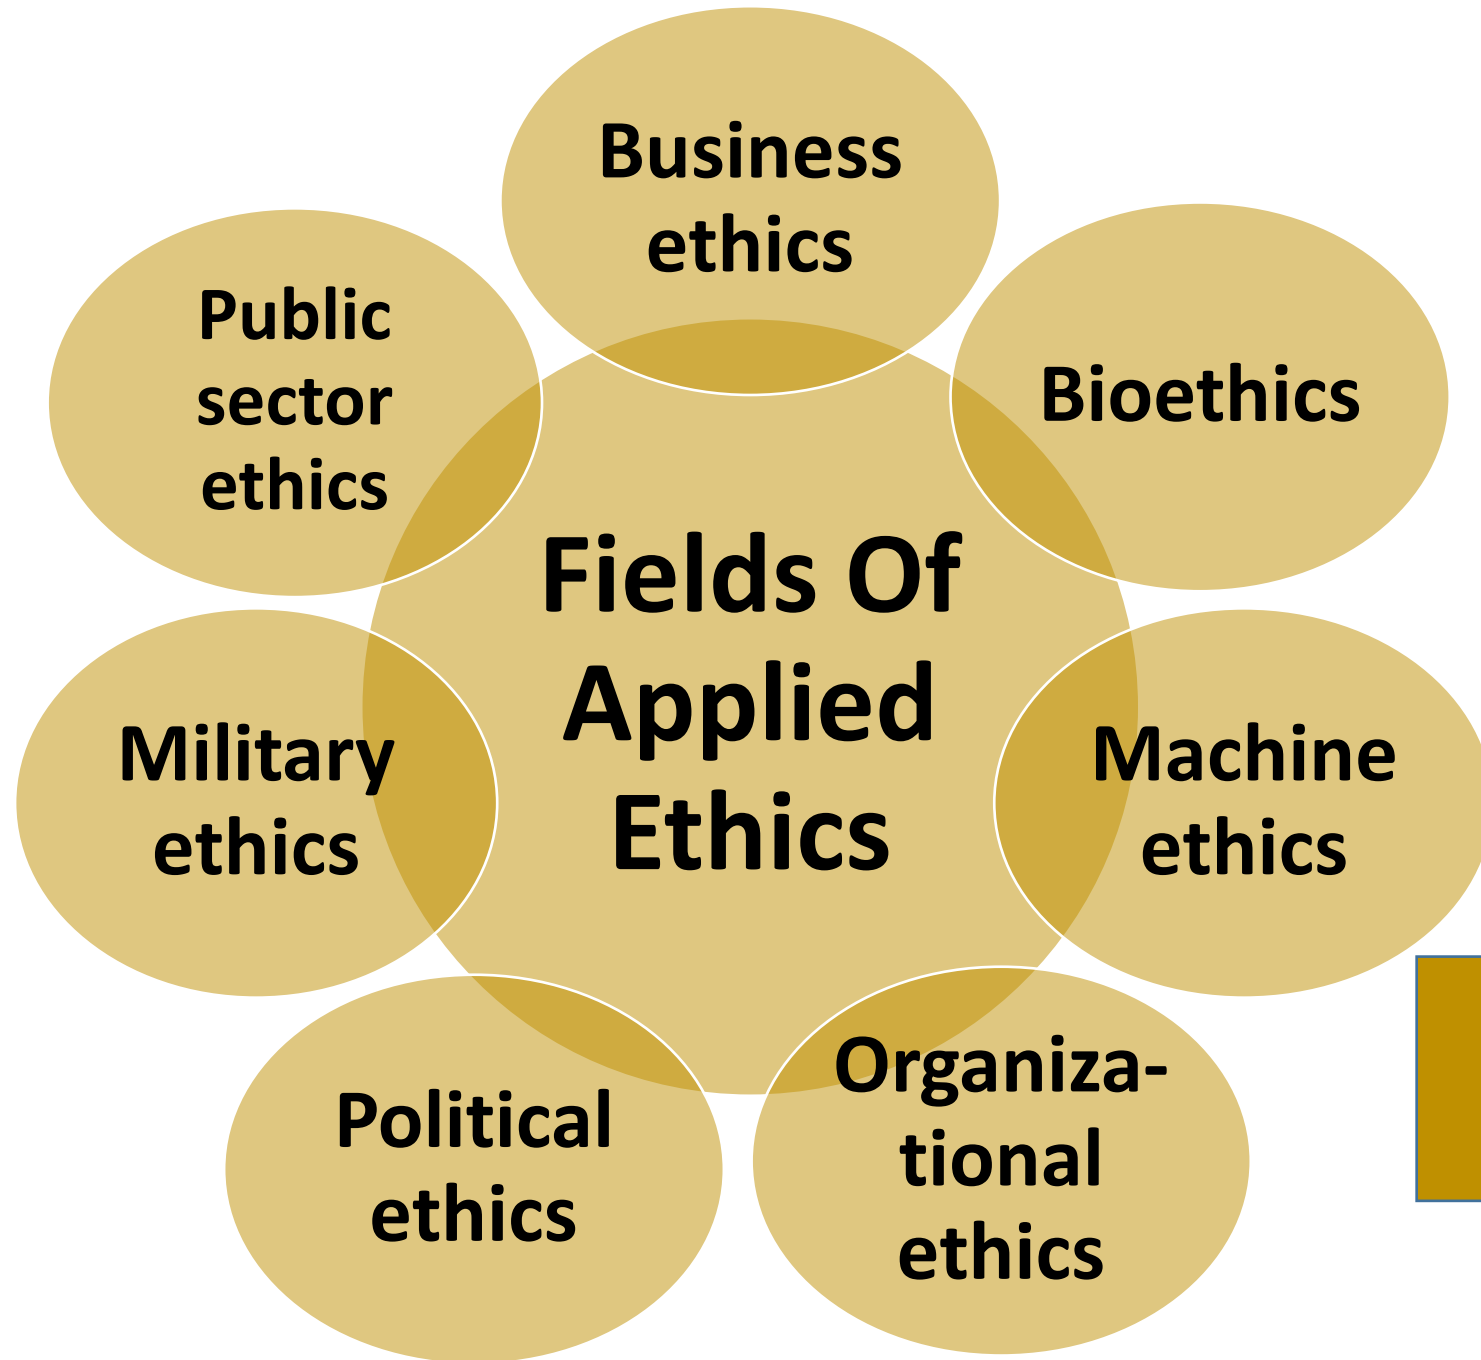 Business
ethics
Bioethics
Machine
ethics
Organiza-
tional
ethics
Political
ethics
Military
ethics
Public
sector
ethics
Fields Of
Applied
Ethics